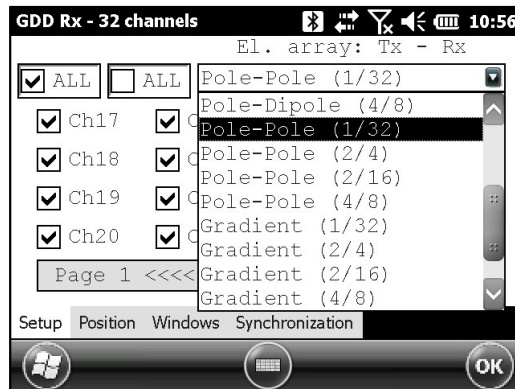 GDD Rx - 32 channels 10:56
El. array: Tx - Rx
ALL ALL Pole-Pole (1/32)
Pole-Dipole (4/8)
Ch17 Pole-Pole (1/32)
Ch18 Pole-Pole (2/4)
Pole-Pole (2/16)
Ch19 Pole-Pole (4/8)
Gradient (1/32)
Ch20 Gradient (2/4)
Gradient (2/16)
Page 1 <<<< Gradient (4/8)
Setup Position Windows Synchronization
OK